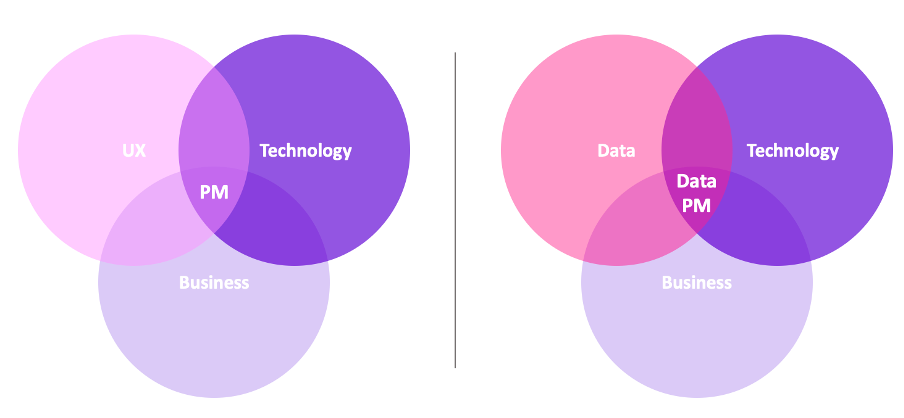 UX
Technology
PM
Business
Data
Technology
Data
PM
Business